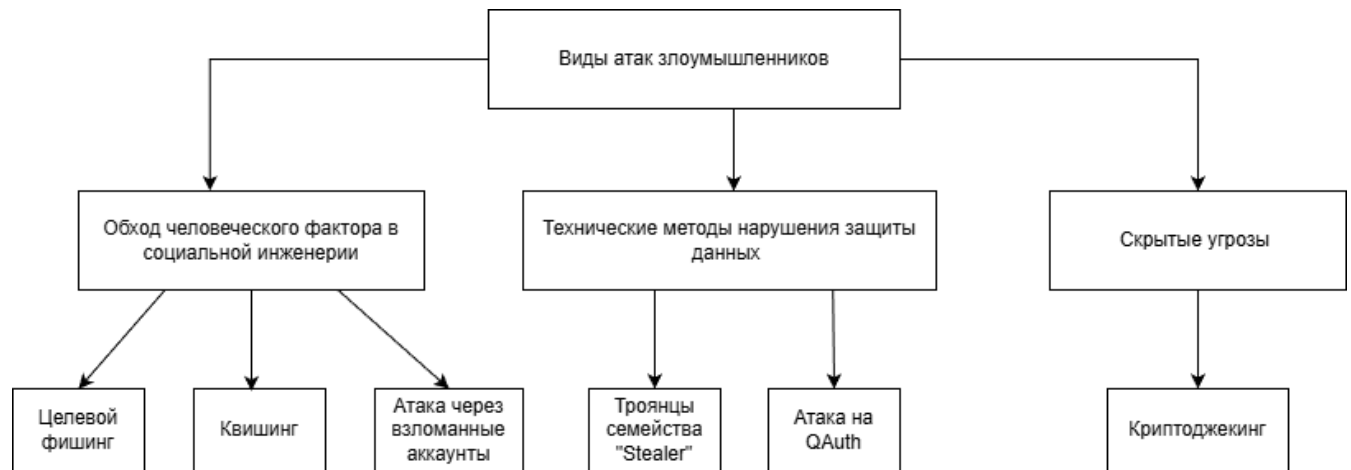 Виды атак злоумышленников
Обход человеческого фактора в
социальной инженерии
Технические методы нарушения защиты
данных
Скрытые угрозы
Целевой
фишинг
Квишинг
Атака через
взломанные
аккаунты
Троянцы
семейства
"Stealer"
Атака на
QAuth
Криптоджекинг